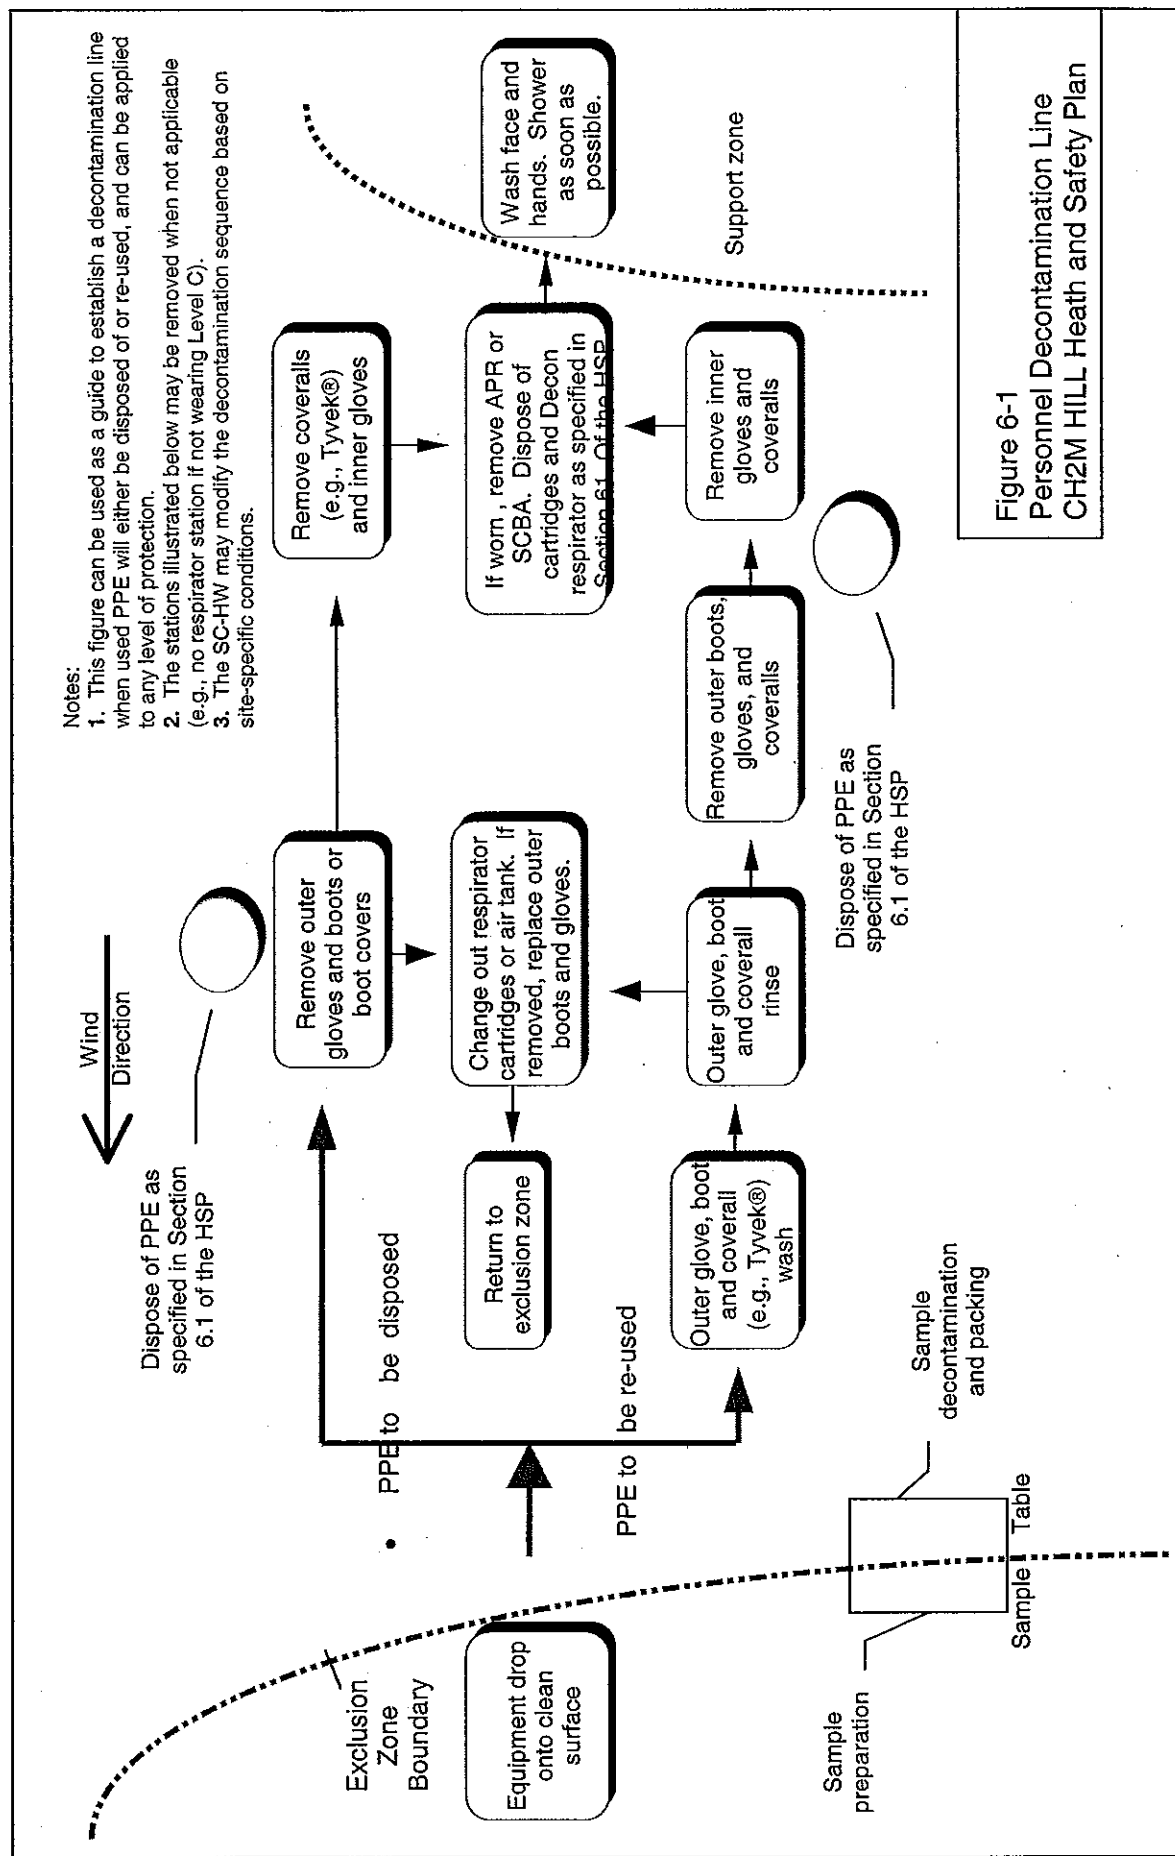 Notes:
1. This figure can be used as a guide to establish a decontamination line
when used PPE will either be disposed of or re-used, and can be applied
to any level of protection.
2. The stations illustrated below may be removed when not applicable
(e.g., no respirator station if not wearing Level C).
3. The SC-HW may modify the decontamination sequence based on
site-specific conditions.
Wind
Direction
Dispose of PPE as
specified in Section
6.1 of the HSP
Exclusion
Zone
Boundary
Equipment drop
onto clean
surface
• PPE to be disposed
PPE to be re-used
Remove outer
gloves and boots or
boot covers
Remove coveralls
(e.g., Tyvek®)
and inner gloves
Return to
exclusion zone
Change out respirator
cartridges or air tank. If
removed, replace outer
boots and gloves.
If worn , remove APR or
SCBA. Dispose of
cartridges and Decon
respirator as specified in
Section 61 Of the HSP
Wash face and
hands. Shower
as soon as
possible.
Outer glove, boot
and coverall
(e.g., Tyvek®)
wash
Outer glove, boot
and coverall
rinse
Remove outer boots,
gloves, and
coveralls
Remove inner
gloves and
coveralls
Support zone
Dispose of PPE as
specified in Section
6.1 of the HSP
Sample
preparation
Sample Table
Sample
decontamination
and packing
Figure 6-1
Personnel Decontamination Line
CH2M HILL Heath and Safety Plan